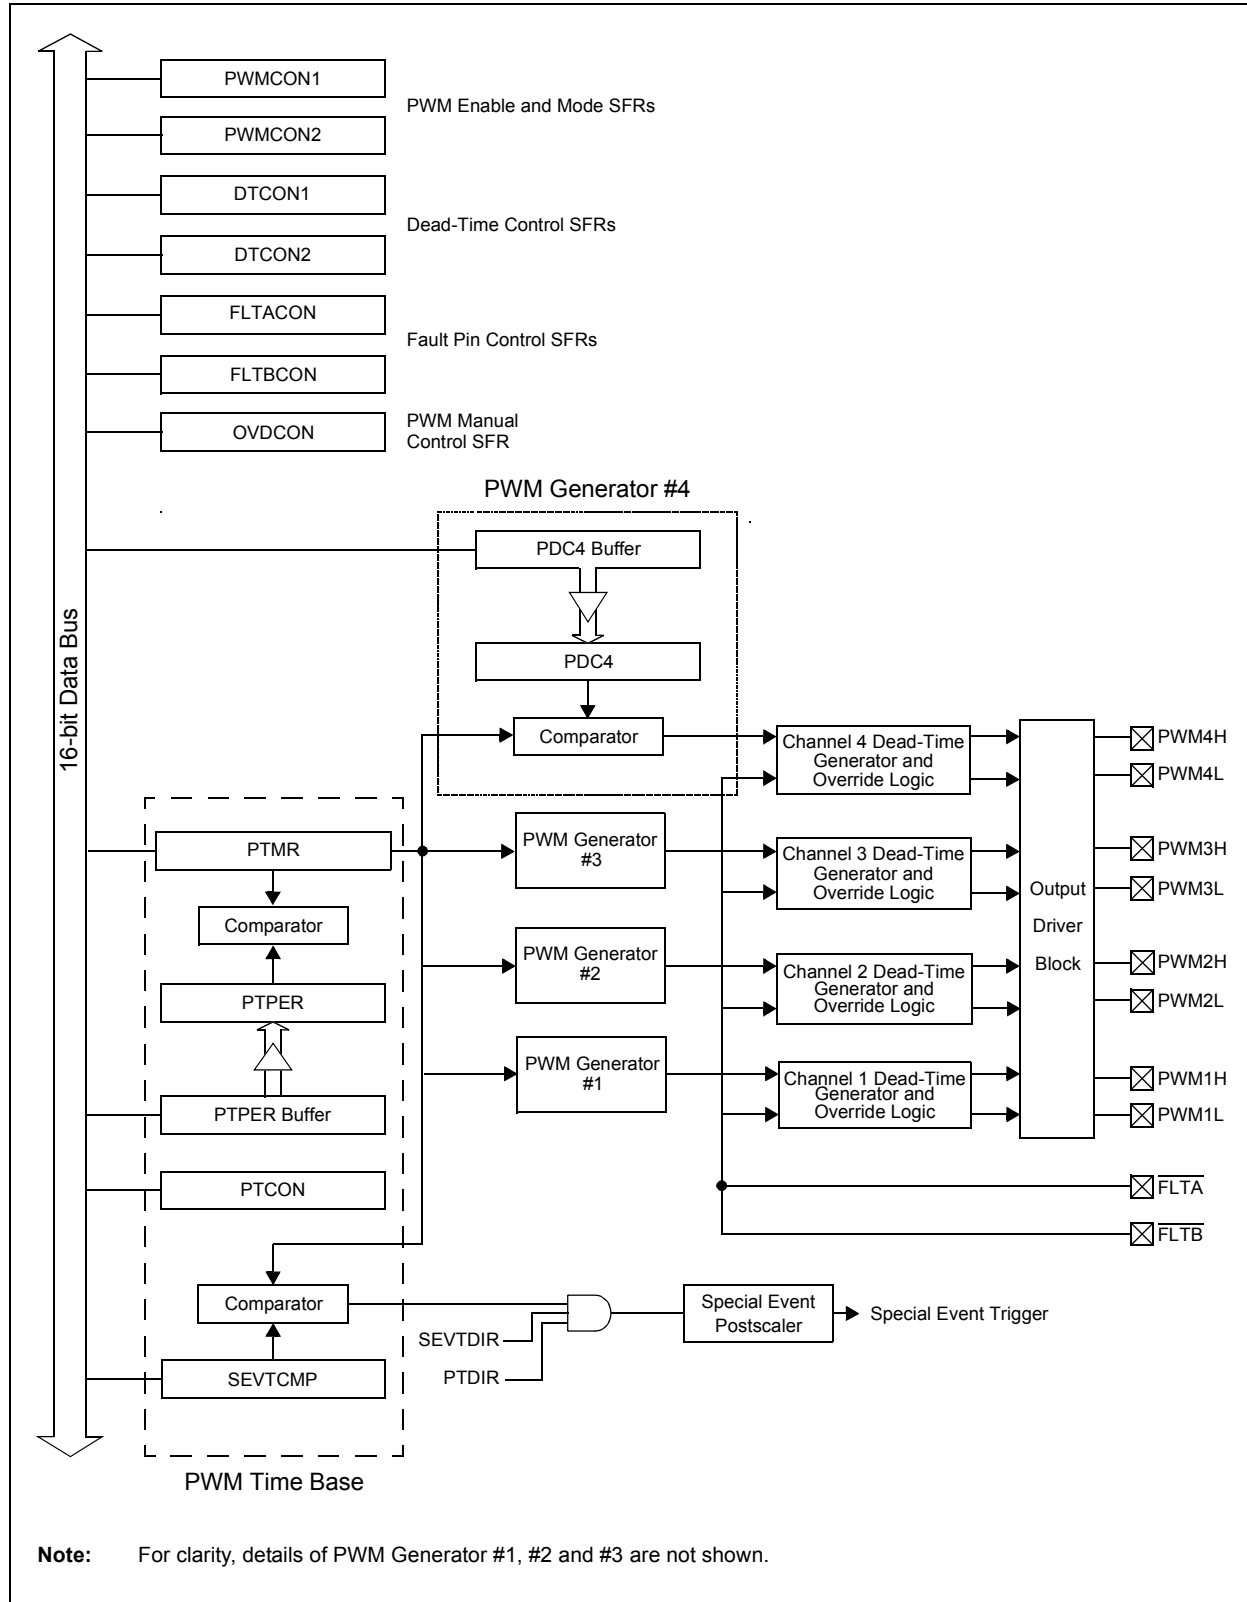 PWMCON1
PWM Enable and Mode SFRs
PWMCON2
DTCON1
Dead-Time Control SFRs
DTCON2
FLTACON
Fault Pin Control SFRs
FLTBCON
OVDCON
PWM Manual
Control SFR
PWM Generator #4
PDC4 Buffer
PDC4
Comparator
16-bit Data Bus
Channel 4 Dead-Time
Generator and
Override Logic
PWM4H
PWM4L
PTMR
Comparator
PTPER
PTPER Buffer
PTCON
Comparator
SEVTCMP
PWM Time Base
PWM Generator
#3
Channel 3 Dead-Time
Generator and
Override Logic
PWM3H
PWM3L
Output
Driver
Block
PWM Generator
#2
Channel 2 Dead-Time
Generator and
Override Logic
PWM2H
PWM2L
PWM Generator
#1
Channel 1 Dead-Time
Generator and
Override Logic
PWM1H
PWM1L
FLTA
FLTB
SEVTDIR
PTDIR
Special Event
Postscaler
Special Event Trigger
Note: For clarity, details of PWM Generator #1, #2 and #3 are not shown.